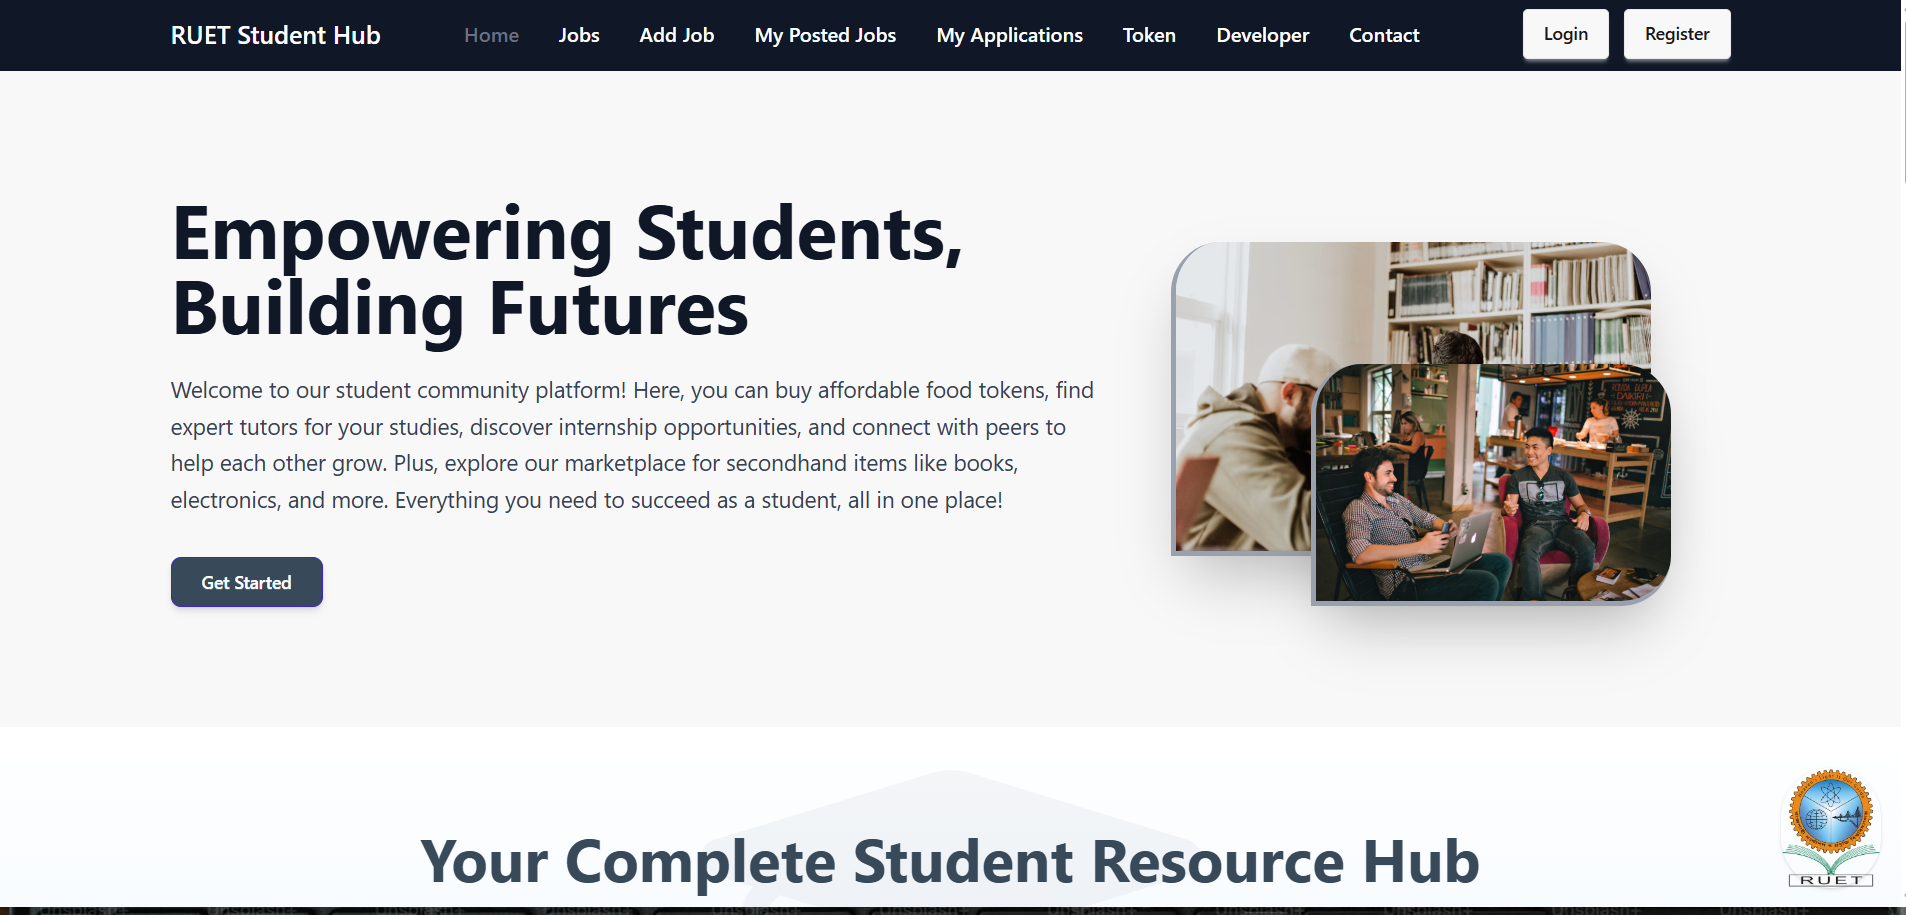 RUET Student Hub
Home Jobs Add Job My Posted Jobs My Applications Token Developer Contact
Login Register
Empowering Students,
Building Futures
Welcome to our student community platform! Here, you can buy affordable food tokens, find
expert tutors for your studies, discover internship opportunities, and connect with peers to
help each other grow. Plus, explore our marketplace for secondhand items like books,
electronics, and more. Everything you need to succeed as a student, all in one place!
Get Started
DAIKIRI
Your Complete Student Resource Hub
RUET